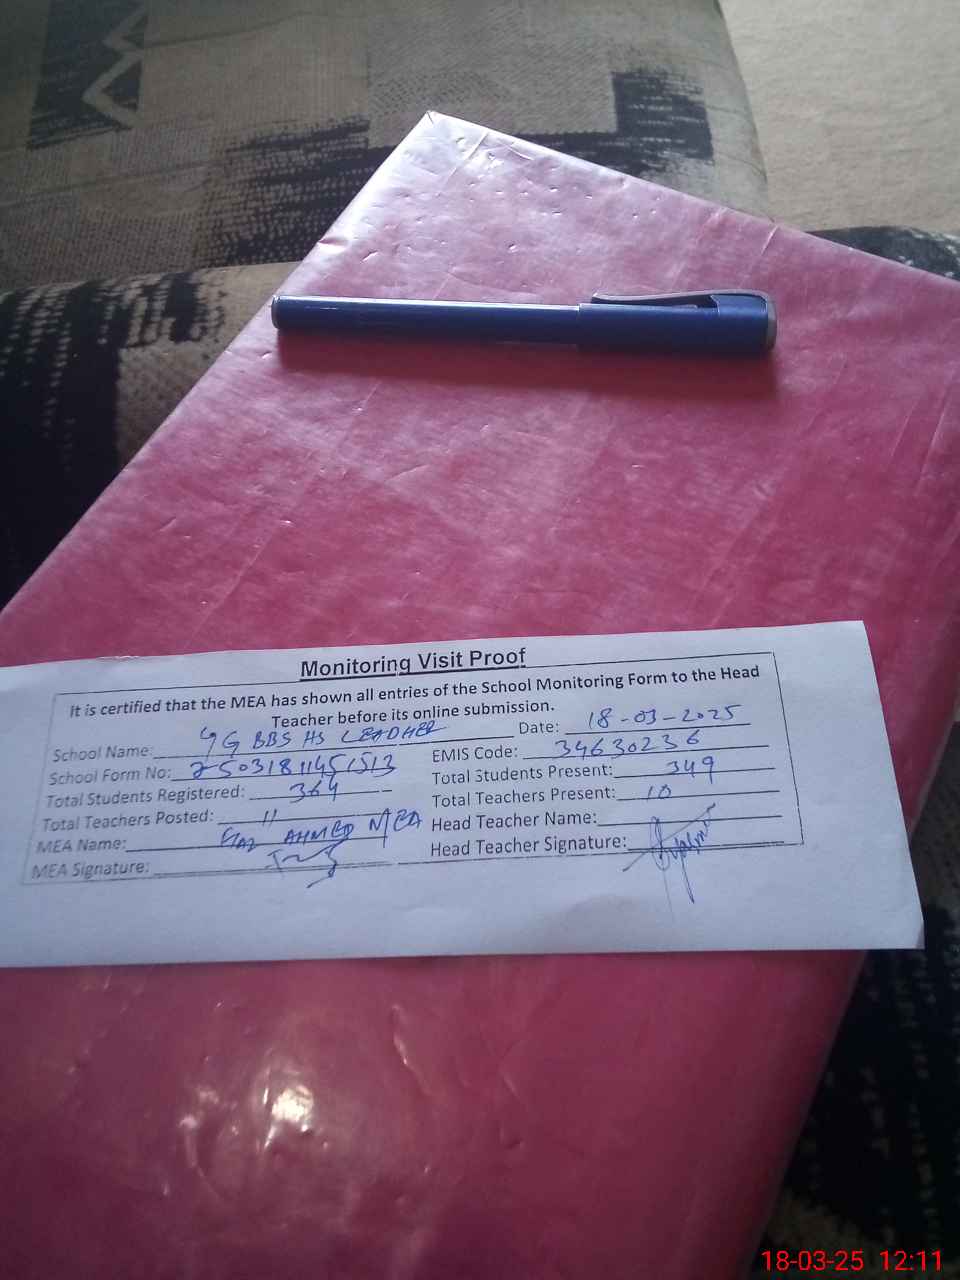 Monitoring Visit Proof
It is certified that the MEA has shown all entries of the School Monitoring Form to the Head
Teacher before its online submission.
School Name: GG BBS HS LEADHER Date: 18-03-2025
School Form No: 25031811451513 EMIS Code: 34630236
Total Students Registered: 364 Total Students Present: 349
Total Teachers Posted: 11 Total Teachers Present: 10
MEA Name: AHMED MEA Head Teacher Name:
MEA Signature: Head Teacher Signature:
18-03-25 12:11